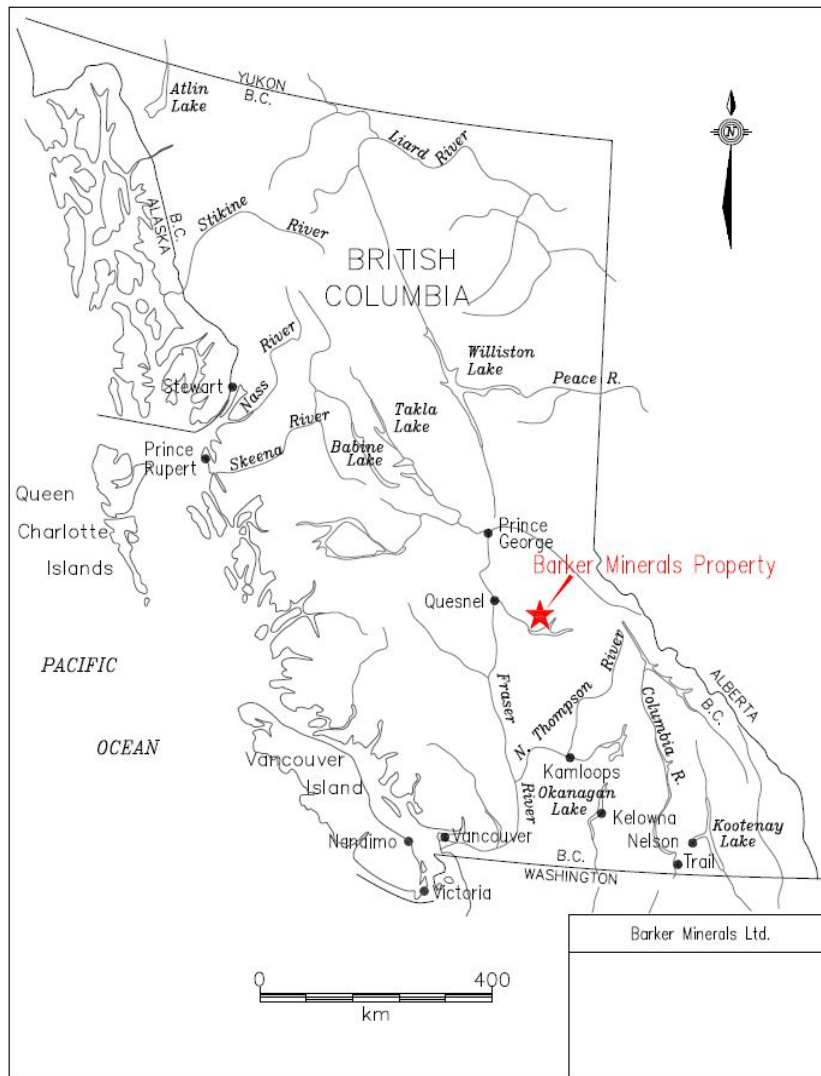 YUKON
B.C.
Atlin
Lake
Liard River
N
ALASKA
B.C.
Stikine River
BRITISH
COLUMBIA
Williston
Lake
Peace R.
Nass River
Stewart
Takla
Lake
Skeena River
Babine
Lake
Prince
Rupert
Queen
Charlotte
Islands
Prince
George
Barker Minerals Property
Quesnel
PACIFIC
OCEAN
Fraser River
N. Thompson River
Columbia R.
ALBERTA
B.C.
Vancouver
Island
Kamloops
Okanagan
Lake
Kelowna
Nelson
Kootenay
Lake
Trail
Nanaimo
Vancouver
Victoria
B.C.
WASHINGTON
Barker Minerals Ltd.
0 400
km